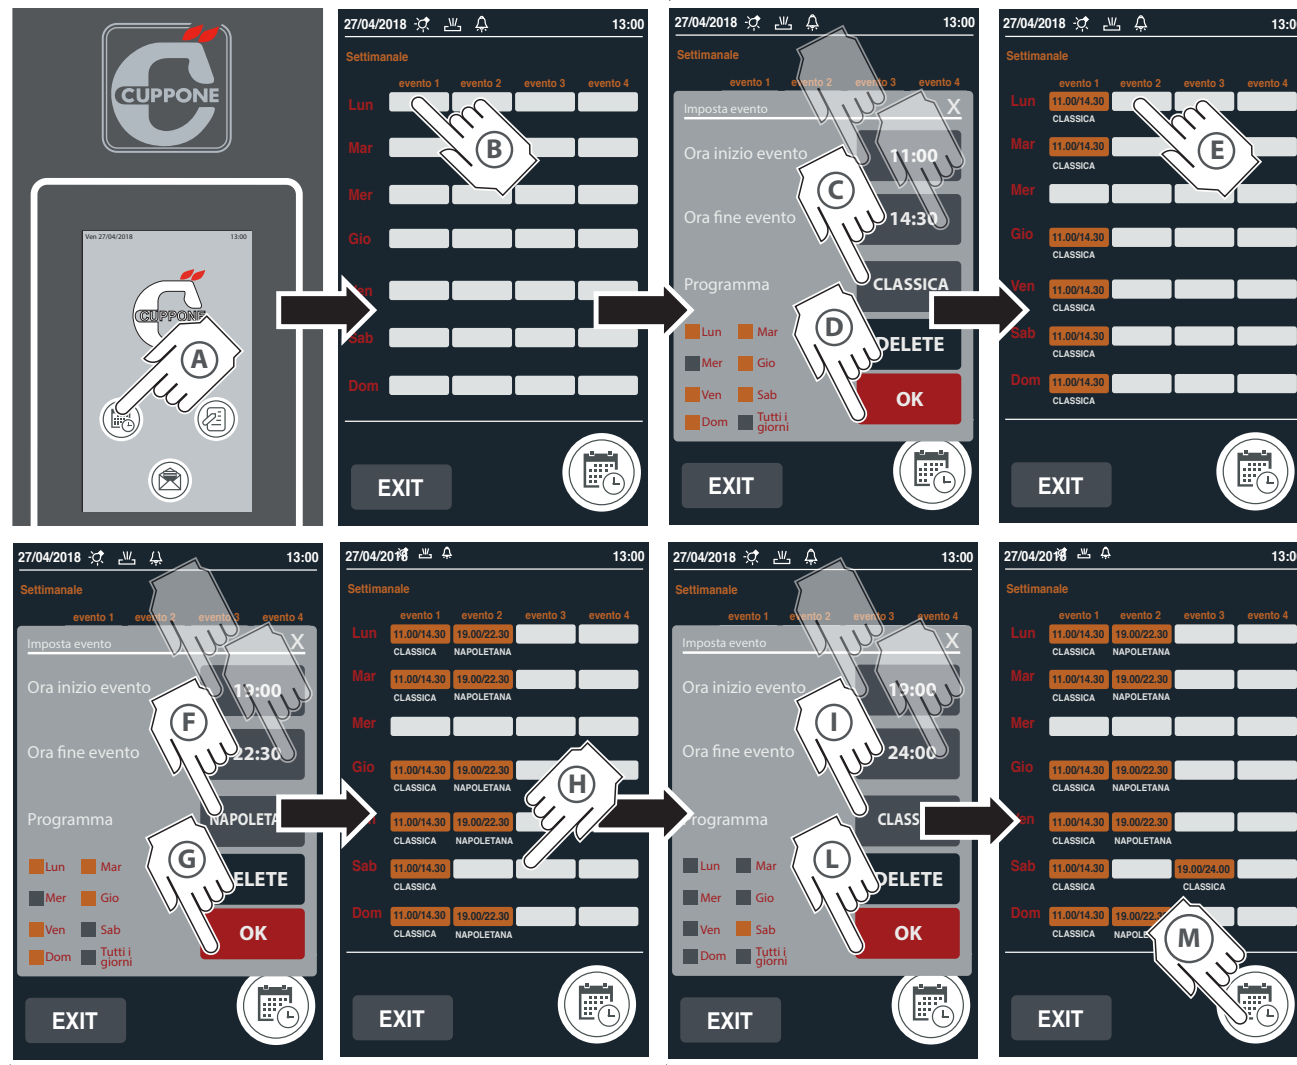 CUPPONE
Ven 27/04/2018 13:00
CUPPONE
A
27/04/2018 13:00
Settimanale
evento 1 evento 2 evento 3 evento 4
Lun
B
Mar
Mer
Gio
Sab
Dom
EXIT
27/04/2018 13:00
Settimanale
evento 1 evento 2 evento 3 evento 4
Imposta evento X
Ora inizio evento 11:00
C
Ora fine evento 14:30
Programma CLASSICA
D
Lun Mar DELETE
Mer Gio
Ven Sab OK
Dom Tutti i
giorni
EXIT
27/04/2018
Settimanale
evento 1 evento 2 evento 3 evento 4
Lun 11.00/14.30
CLASSICA
E
Mar 11.00/14.30
CLASSICA
Mer
Gio 11.00/14.30
CLASSICA
Ven 11.00/14.30
CLASSICA
Sab 11.00/14.30
CLASSICA
Dom 11.00/14.30
CLASSICA
EXIT
27/04/2018 13:00
Settimanale
evento 1 evento 2 evento 3 evento 4
Imposta evento X
Ora inizio evento 19:00
F
Ora fine evento 22:30
Programma
G
Lun Mar
Mer Gio
Ven Sab OK
Dom Tutti i
giorni
EXIT
27/04/2018 13:00
Settimanale
evento 1 evento 2 evento 3 evento 4
Lun 11.00/14.30 19.00/22.30
CLASSICA NAPOLETANA
Mar 11.00/14.30 19.00/22.30
CLASSICA NAPOLETANA
Mer
H
Gio 11.00/14.30 19.00/22.30
CLASSICA NAPOLETANA
11.00/14.30 19.00/22.30
CLASSICA NAPOLETANA
Sab 11.00/14.30
CLASSICA
Dom 11.00/14.30 19.00/22.30
CLASSICA NAPOLETANA
EXIT
27/04/2018 13:00
Settimanale
evento 1 evento 2 evento 3 evento 4
Imposta evento X
Ora inizio evento 19:00
I
Ora fine evento 24:00
Programma
L
Lun Mar DELETE
Mer Gio
Ven Sab OK
Dom Tutti i
giorni
EXIT
27/04/2018
Settimanale
evento 1 evento 2 evento 3 evento 4
Lun 11.00/14.30 19.00/22.30
CLASSICA NAPOLETANA
Mar 11.00/14.30 19.00/22.30
CLASSICA NAPOLETANA
Mer
Gio 11.00/14.30 19.00/22.30
CLASSICA NAPOLETANA
Ven 11.00/14.30 19.00/22.30
CLASSICA NAPOLETANA
Sab 11.00/14.30 19.00/24.00
CLASSICA CLASSICA
Dom 11.00/14.30
CLASSICA
M
EXIT